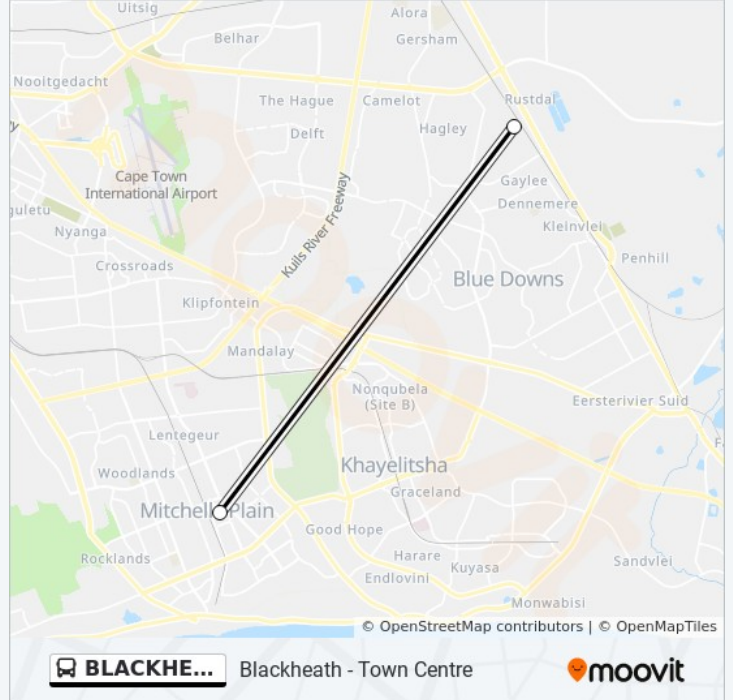 Uitsig
Alora
Gersham
Belhar
Nooitgedacht
The Hague
Camelot
Rustdal
y
Delft
Hagley
Cape Town
International Airport
Gaylee
Dennemere
guletu
Nyanga
Kleinvlei
Kuils River Freeway
Crossroads
Penhill
Blue Downs
Klipfontein
Mandalay
Nonqubela
(Site B)
Eersterivier Suid
Lentegeur
F
Khayelitsha
Woodlands
Graceland
Mitchells Plain
Good Hope
Rocklands
Harare
Kuyasa
Sandvlei
Endlovini
Monwabisi
© OpenStreetMap contributors | © OpenMapTiles
BLACKHE... Blackheath - Town Centre moovit